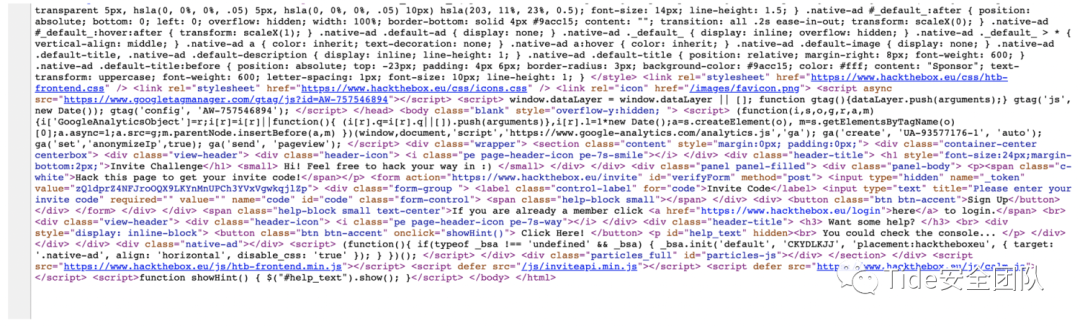 transparent 5px, hsla(0, 0%, 0%, .05) 5px, hsla(0, 0%, 0%, .05) 10px) hsla(203, 11%, 23%, 0.5); font-size: 14px; line-height: 1.5; } .native-ad #_default_:after { position:
absolute; bottom: 0; left: 0; overflow: hidden; width: 100%; border-bottom: solid 4px #9acc15; content: ""; transition: all .2s ease-in-out; transform: scaleX(0); } .native-ad
#_default_:hover:after { transform: scaleX(1); } .native-ad .default-ad { display: none; } .native-ad ._default_ { display: inline; overflow: hidden; } .native-ad ._default_ > * {
vertical-align: middle; } .native-ad a { color: inherit; text-decoration: none; } .native-ad a:hover { color: inherit; } .native-ad .default-image { display: none; } .native-ad
.default-title, .native-ad .default-description { display: inline; line-height: 1; } .native-ad .default-title { position: relative; margin-right: 8px; font-weight: 600; }
.native-ad .default-title:before { position: absolute; top: -23px; padding: 4px 6px; border-radius: 3px; background-color: #9acc15; color: #fff; content: "Sponsor"; text-
transform: uppercase; font-weight: 600; letter-spacing: 1px; font-size: 10px; line-height: 1; } </style> <link rel="stylesheet" href="https://www.hackthebox.eu/css/htb-
frontend.css" /> <link rel="stylesheet" href="https://www.hackthebox.eu/css/icons.css" /> <link rel="icon" href="/images/favicon.png"> <script async
src="https://www.googletagmanager.com/gtag/js?id=AW-757546894"></script> <script> window.dataLayer = window.dataLayer || []; function gtag(){dataLayer.push(arguments);} gtag('js',
new Date()); gtag('config', 'AW-757546894'); </script> </head> <body class="blank" style="overflow-y:hidden; "> <script> (function(i,s,o,g,r,a,m)
{i['GoogleAnalyticsObject']=r;i[r]=i[r]||function(){ (i[r].q=i[r].q||[]).push(arguments)},i[r].l=1*new Date();a=s.createElement(o), m=s.getElementsByTagName(o)
[0];a.async=1;a.src=g;m.parentNode.insertBefore(a,m) })(window,document,'script','https://www.google-analytics.com/analytics.js','ga'); ga('create', 'UA-93577176-1', 'auto');
ga('set','anonymizeIp',true); ga('send', 'pageview'); </script> <div class="wrapper"> <section class="content" style="margin:0px; padding:0px;"> <div class="container-center
centerbox"> <div class="view-header"> <div class="header-icon"> <i class="pe page-header-icon pe-7s-smile"></i> </div> <div class="header-title"> <h1 style="font-size:24px;margin-
bottom:2px;"> Invite Challenge</h1> <small> Hi! Feel free to hack your way in :) </small> </div> </div> <div class="panel panel-filled"> <div class="panel-body"> <p><span class="c-
white">Hack this page to get your invite code!</span></p> <form action="https://www.hackthebox.eu/invite" id="verifyForm" method="post"> <input type="hidden" name="_token"
value="zQldprZ4NFJroOQX9LKYnMnUPCh3YVxVgwkqjlZp"> <div class="form-group "> <label class="control-label" for="code">Invite Code</label> <input type="text" title="Please enter your
invite code" required="" value="" name="code" id="code" class="form-control"> <span class="help-block small"></span> </div> <div> <button class="btn btn-accent">Sign Up</button>
</div> </form> </div> </div> <span class="help-block small text-center">If you are already a member click <a href="https://www.hackthebox.eu/login">here</a> to login.</span> <br>
<div class="view-header"> <div class="header-icon"> <i class="pe page-header-icon pe-7s-way"></i> </div> <div class="header-title"> <h3> Want some help? </h3> <br> <div
style="display: inline-block"> <button class="btn btn-accent" onclick="showHint()"> Click Here! </button> <p id="help_text" hidden><br> You could check the console... </p> </div>
</div> </div> <div class="native-ad"></div> <script> (function(){ if(typeof _bsa !== 'undefined' && _bsa) { _bsa.init('default', 'CKYDLKJJ', 'placement:hacktheboxeu', { target:
'.native-ad', align: 'horizontal', disable_css: 'true' }); } })(); </script> </div> <div class="particles_full" id="particles-js"></div> </section> </div> <script
src="https://www.hackthebox.eu/js/htb-frontend.min.js"></script> <script defer src="/js/inviteapi.min.js"></script> <script defer src="https://www.hackthebox.eu/js/calm.js">
</script> <script>function showHint() { $("#help_text").show(); }</script> </body> </html>
Tide安全团队